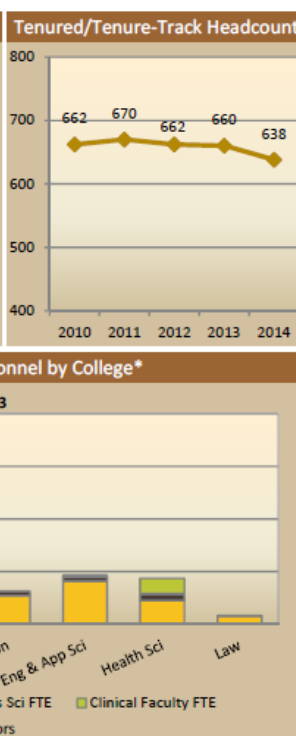 Tenured/Tenure-Track Headcount
800
662 670 662 660 638
700
600
500
400
2010 2011 2012 2013 2014
onnel by College*
3
on Eng & App Sci Health Sci Law
s Sci FTE Clinical Faculty FTE
ors